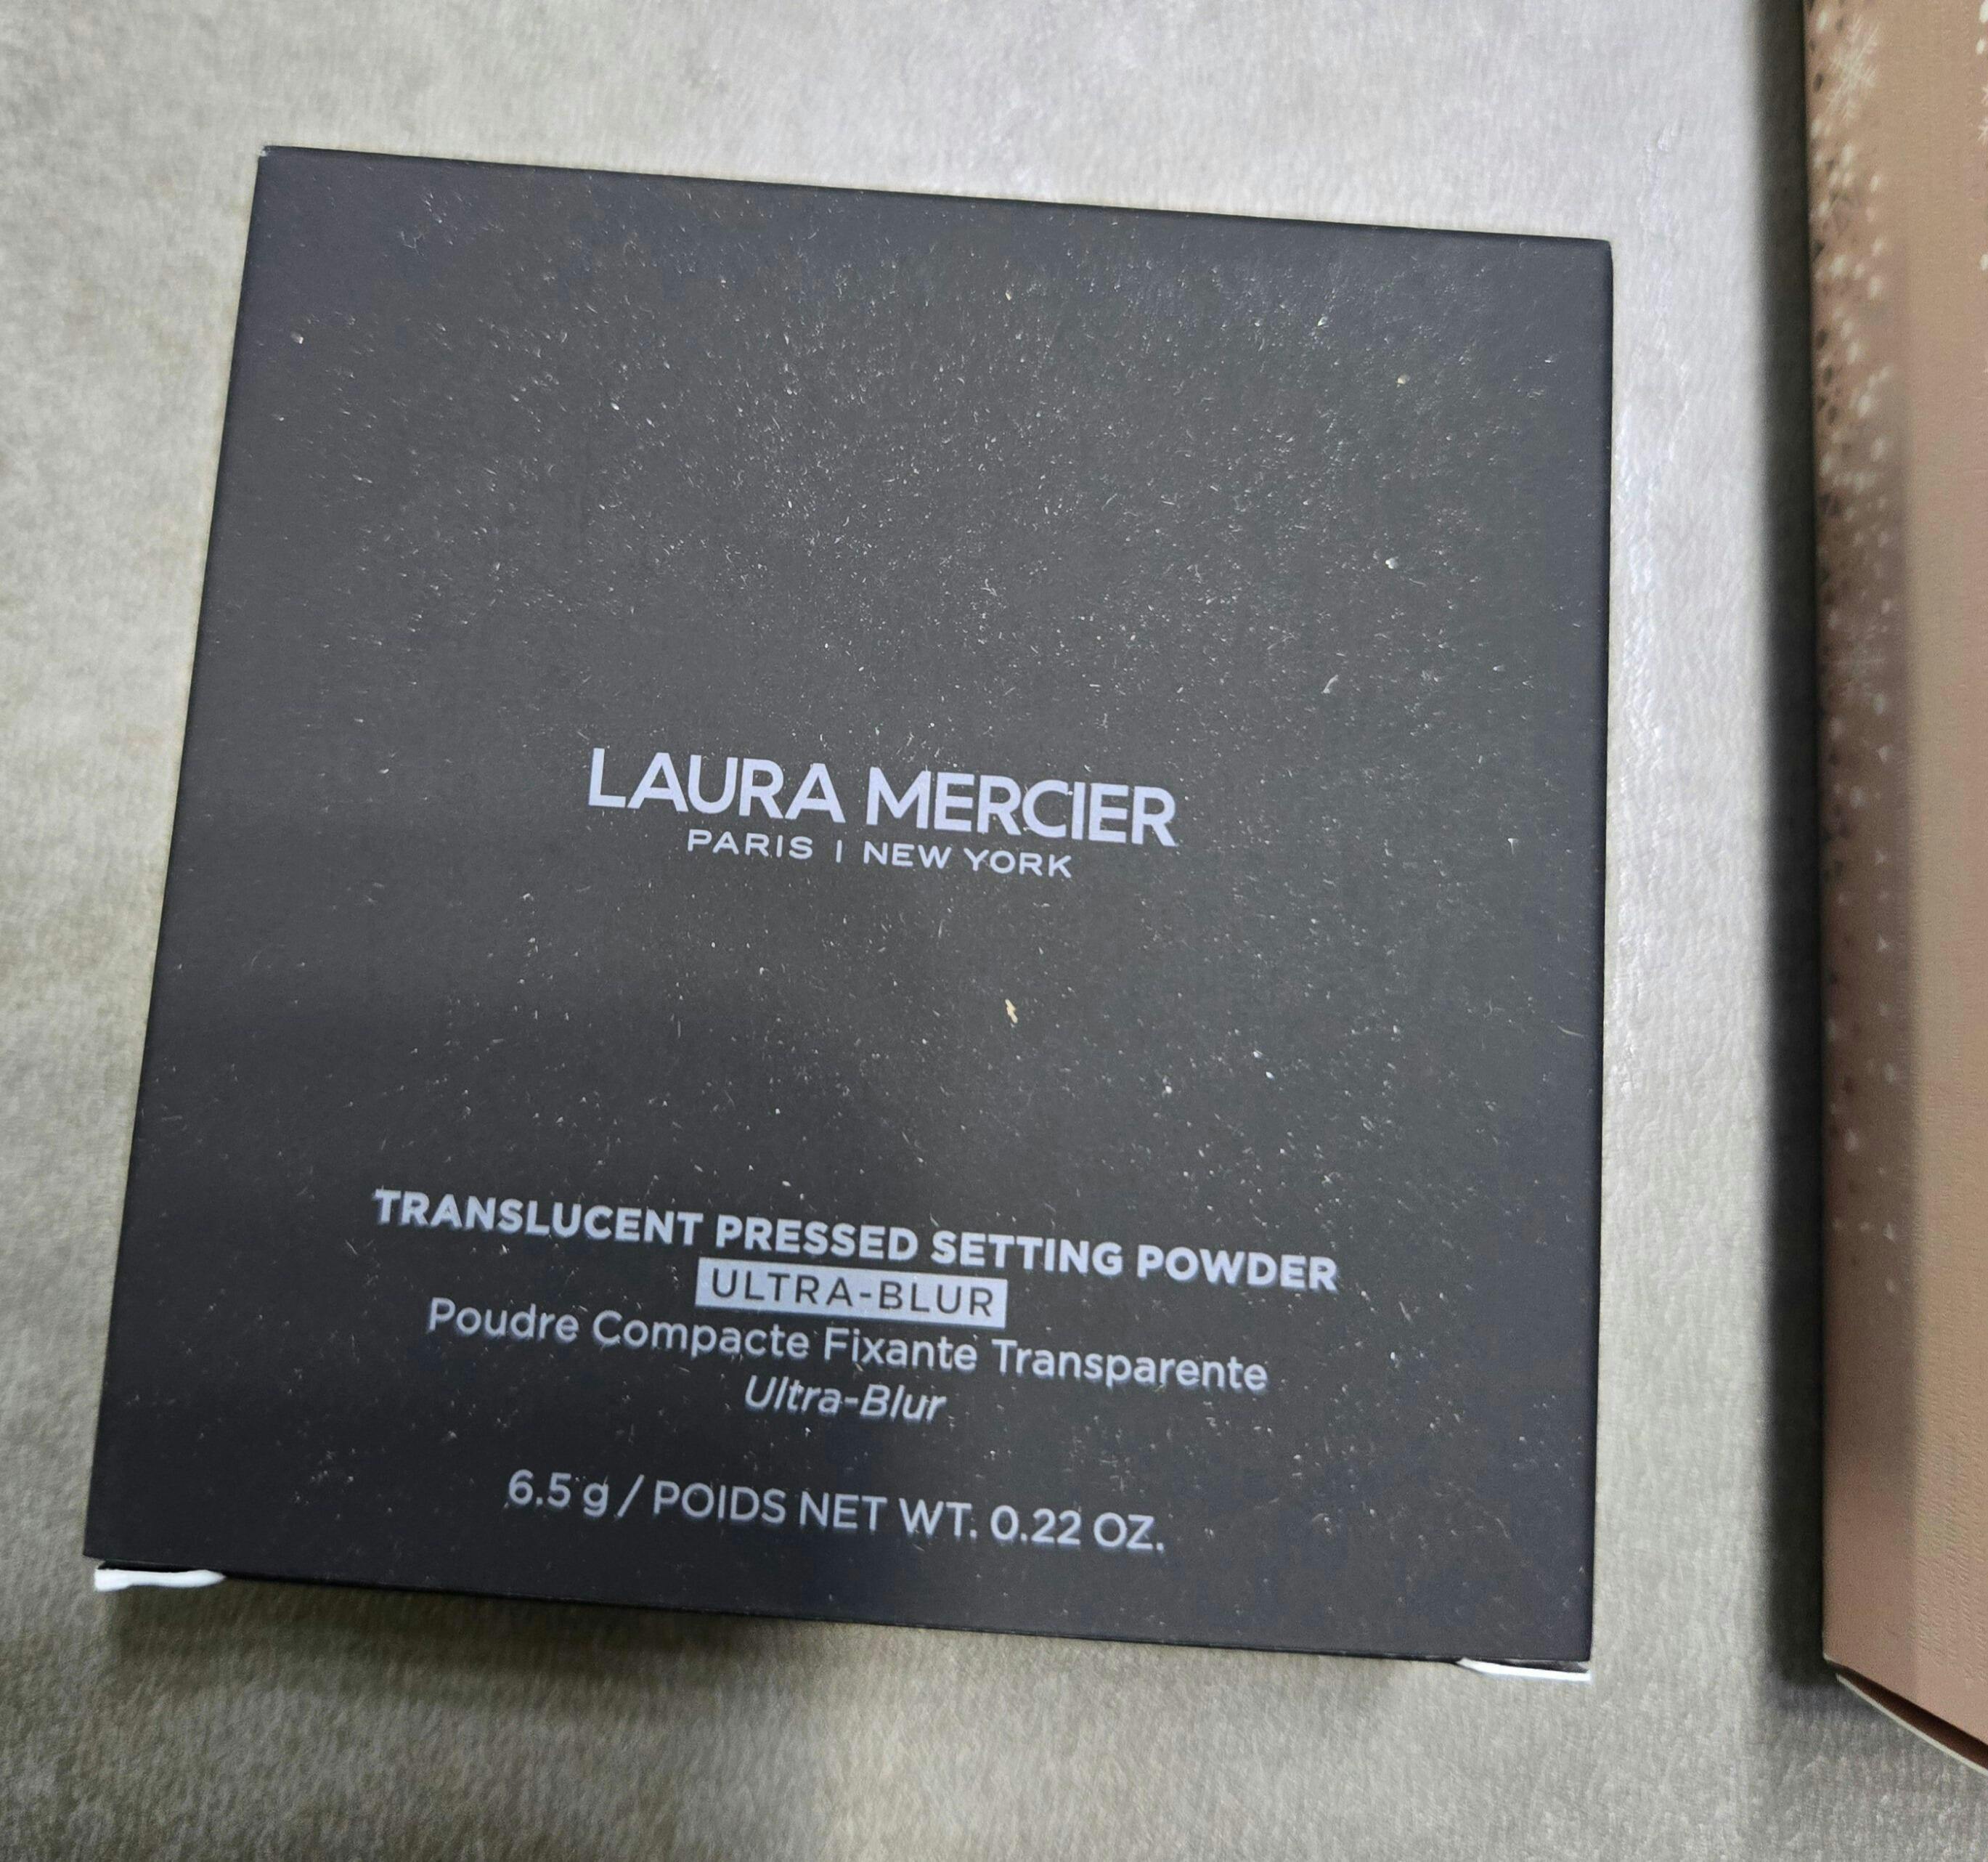 LAURA MERCIER
PARIS | NEW YORK
TRANSLUCENT PRESSED SETTING POWDER
ULTRA-BLUR
Poudre Compacte Fixante Transparente
Ultra-Blur
6.5 g / POIDS NET WT. 0.22 OZ.